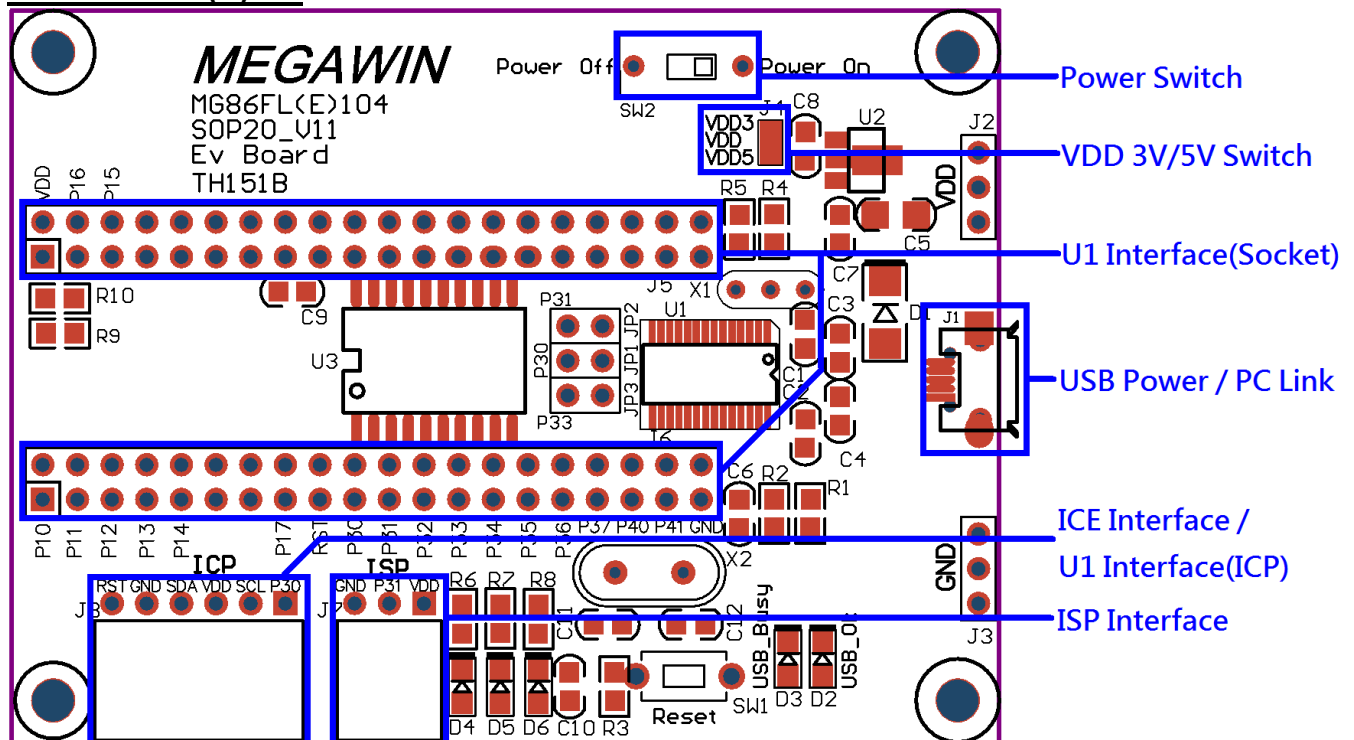 MEGAWIN
MG86FL(E)104
SOP20_V11
Ev Board
TH151B
Power Off
Power On
SW2
J4
VDD3
VDD
VDD5
C8
U2
J2
VDD
Power Switch
VDD 3V/5V Switch
U1 Interface(Socket)
USB Power / PC Link
ICE Interface /
U1 Interface(ICP)
ISP Interface
VDD
P16
P15
R5
R4
C5
C7
R10
R9
C9
J5
X1
C3
D1
J1
P31
JP2
U1
U3
P30
JP1
JP3
P33
C1
C2
J6
C4
C6
R2
R1
P10
P11
P12
P13
P14
P17
RST
P30
P31
P32
P33
P34
P35
P36
P37
P40
P41
GND
X2
ICP
RST GND SDA VDD SCL P30
ISP
GND P31 VDD
J7
R6
R7
R8
C11
C12
USB_Busy
USB_OK
GND
J3
D4
D5
D6
C10
R3
Reset
SW1
D3
D2